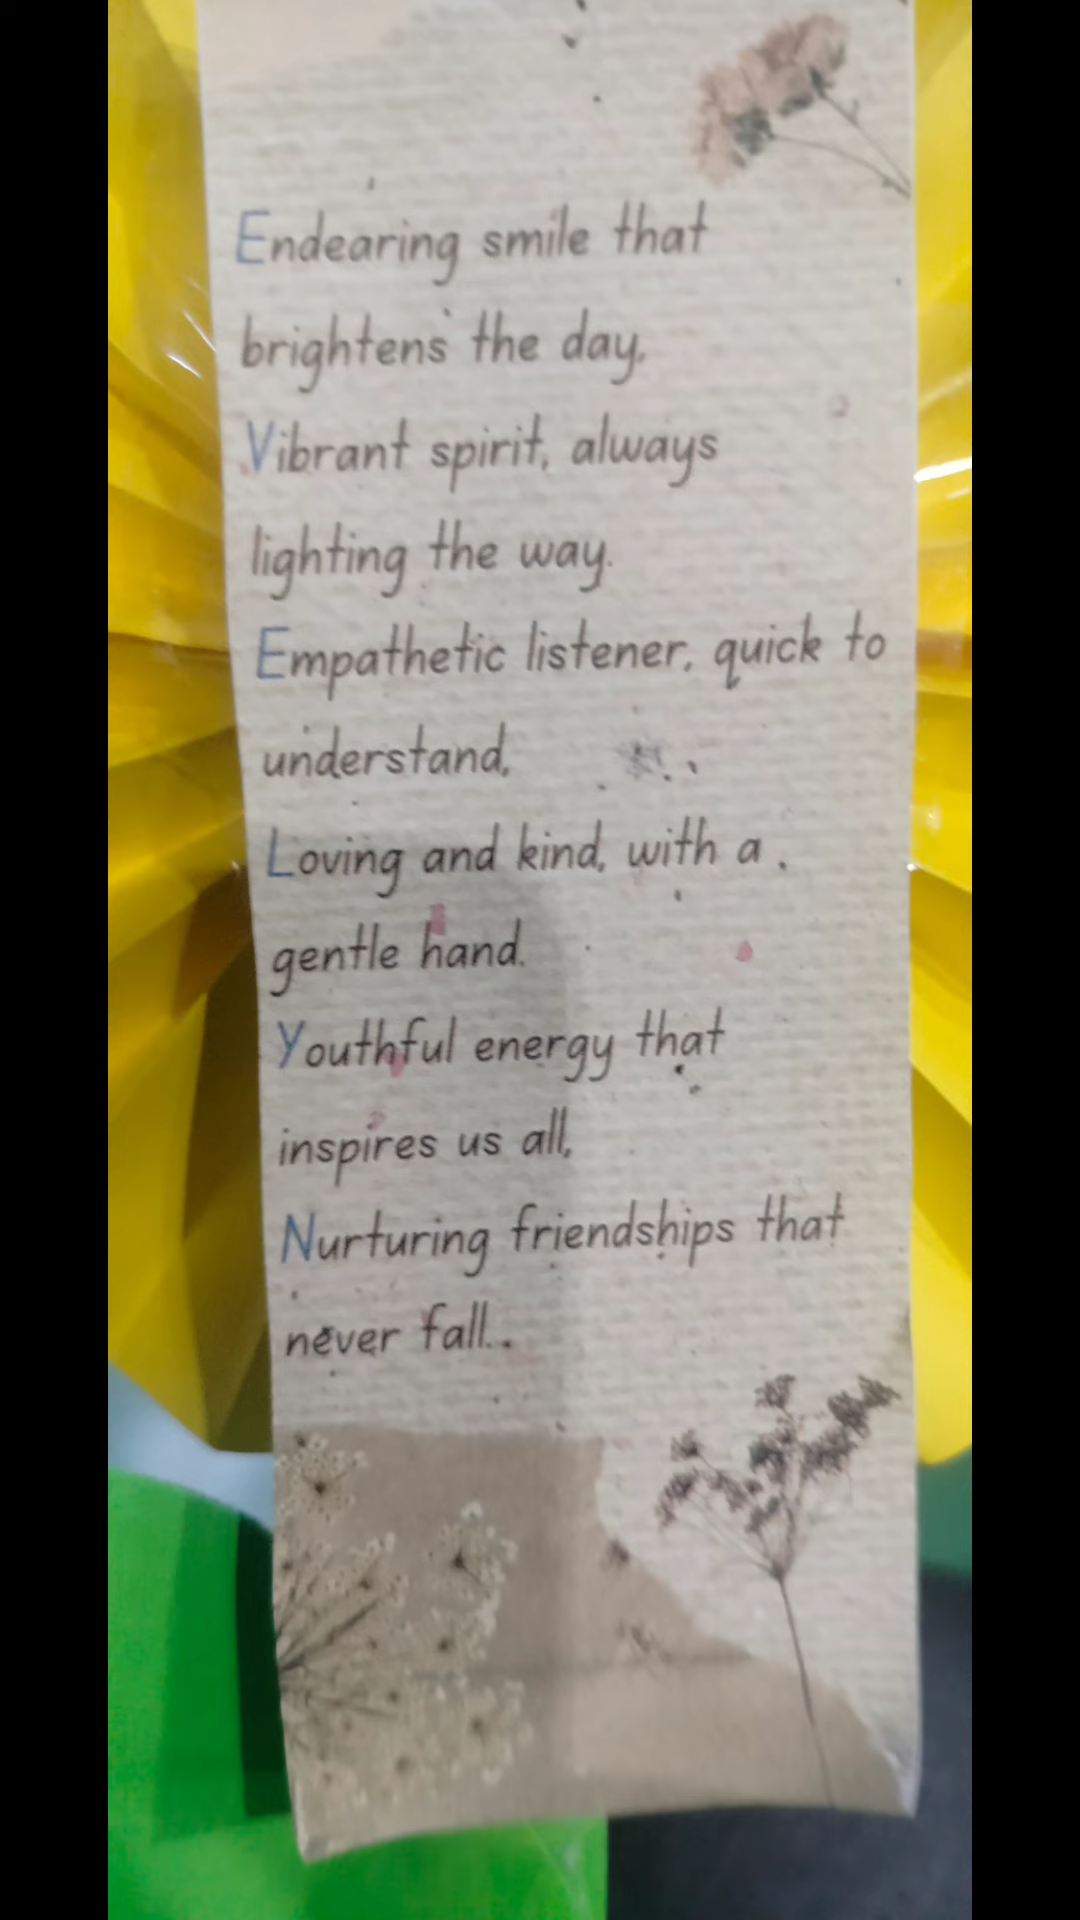 Endearing smile that
brightens the day,
Vibrant spirit, always
lighting the way.
Empathetic listener, quick to
understand,
Loving and kind, with a
gentle hand.
Youthful energy that
inspires us all,
Nurturing friendships that
never fall..